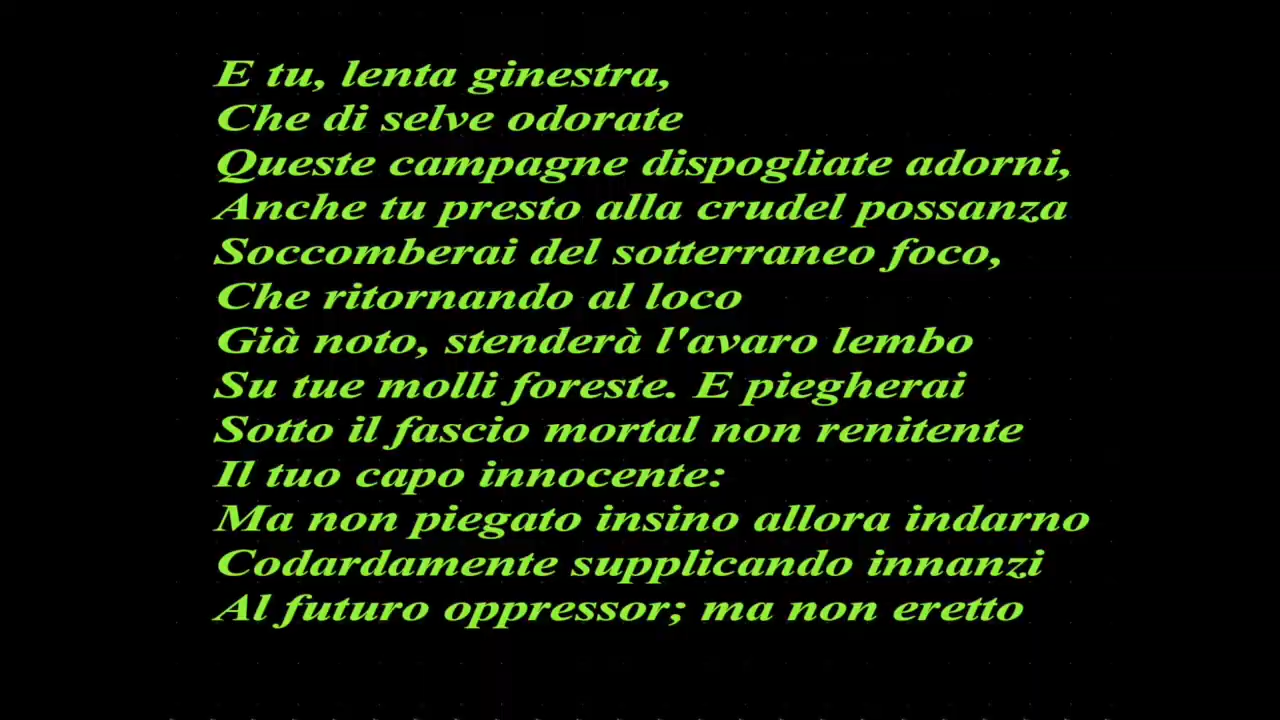 E tu, lenta ginestra,
Che di selve odorate
Queste campagne dispogliate adorni,
Anche tu presto alla crudel possanza
Soccomberai del sotterraneo foco,
Che ritornando al loco
Già noto, stenderà l'avaro lembo
Su tue molli foreste. E piegherai
Sotto il fascio mortal non renitente
Il tuo capo innocente:
Ma non piegato insino allora indarno
Codardamente supplicando innanzi
Al futuro oppressor; ma non eretto